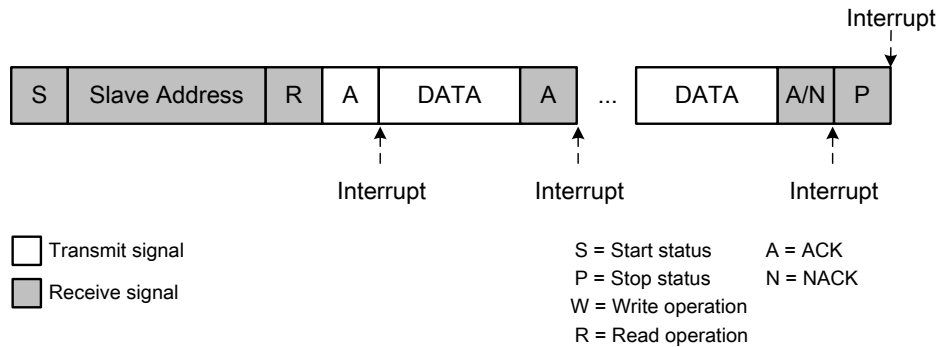 Interrupt
S Slave Address R A DATA A ... DATA A/N P
Interrupt Interrupt Interrupt
Transmit signal
Receive signal
S = Start status A = ACK
P = Stop status N = NACK
W = Write operation
R = Read operation